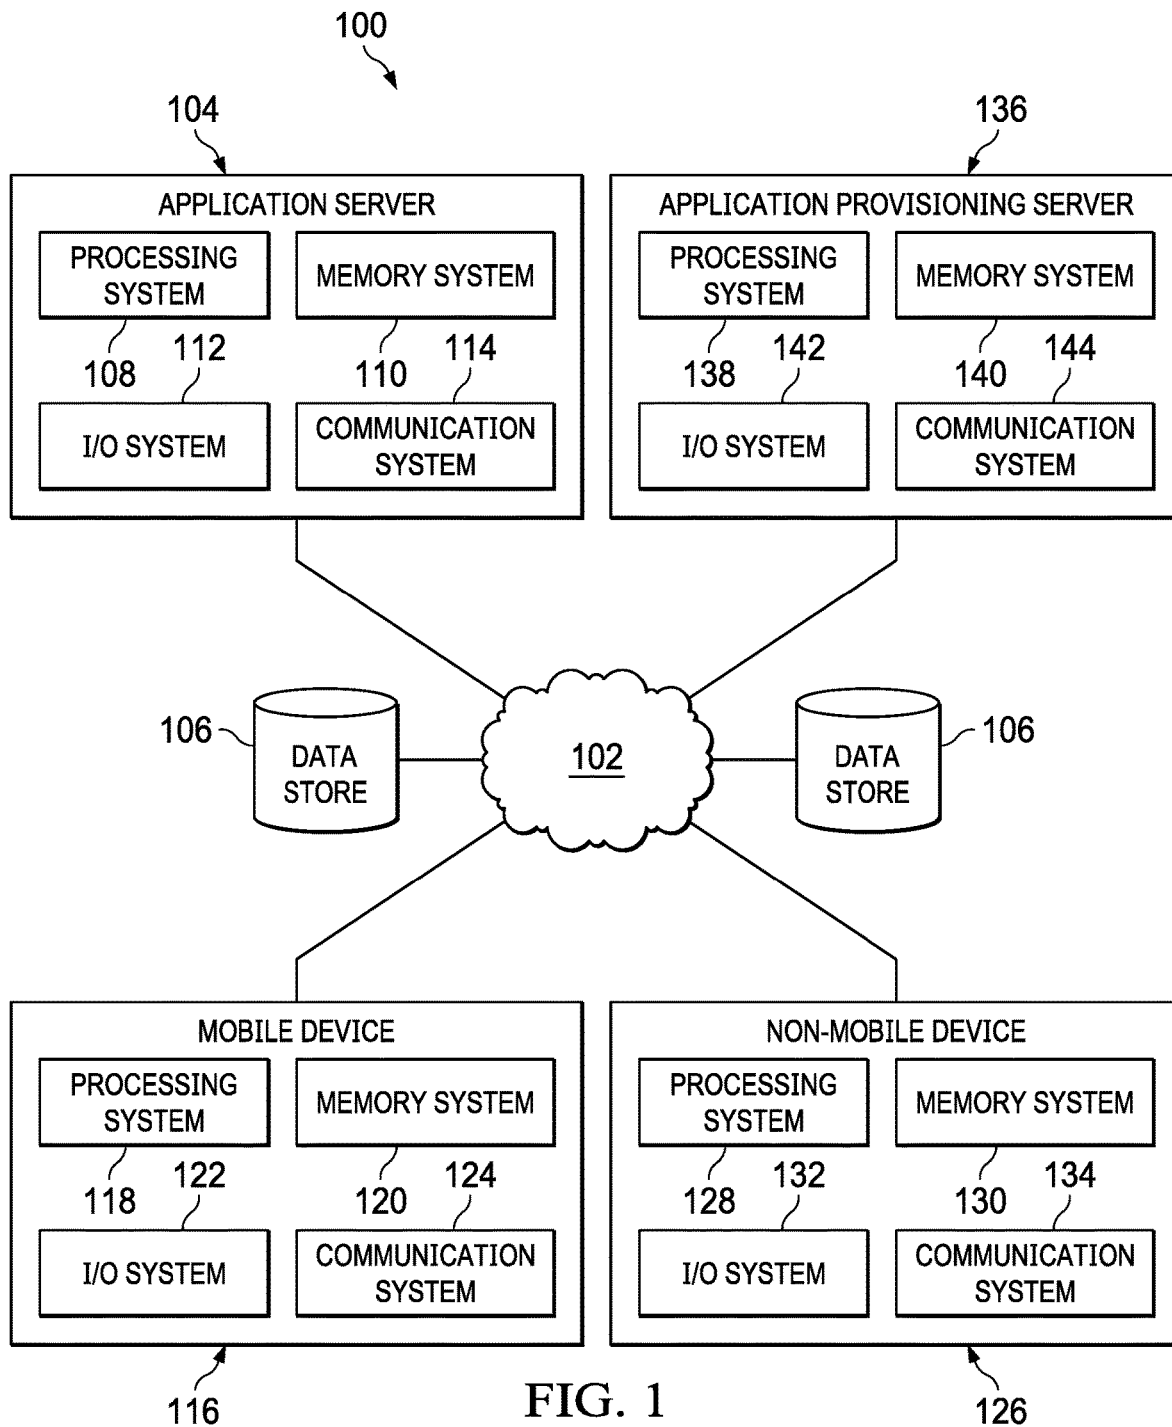 100
104
136
APPLICATION SERVER
PROCESSING
SYSTEM
MEMORY SYSTEM
108
112
110
114
I/O SYSTEM
COMMUNICATION
SYSTEM
APPLICATION PROVISIONING SERVER
PROCESSING
SYSTEM
MEMORY SYSTEM
138
142
140
144
I/O SYSTEM
COMMUNICATION
SYSTEM
106
DATA
STORE
102
DATA
STORE
106
MOBILE DEVICE
PROCESSING
SYSTEM
MEMORY SYSTEM
118
122
120
124
I/O SYSTEM
COMMUNICATION
SYSTEM
NON-MOBILE DEVICE
PROCESSING
SYSTEM
MEMORY SYSTEM
128
132
130
134
I/O SYSTEM
COMMUNICATION
SYSTEM
116
FIG. 1
126